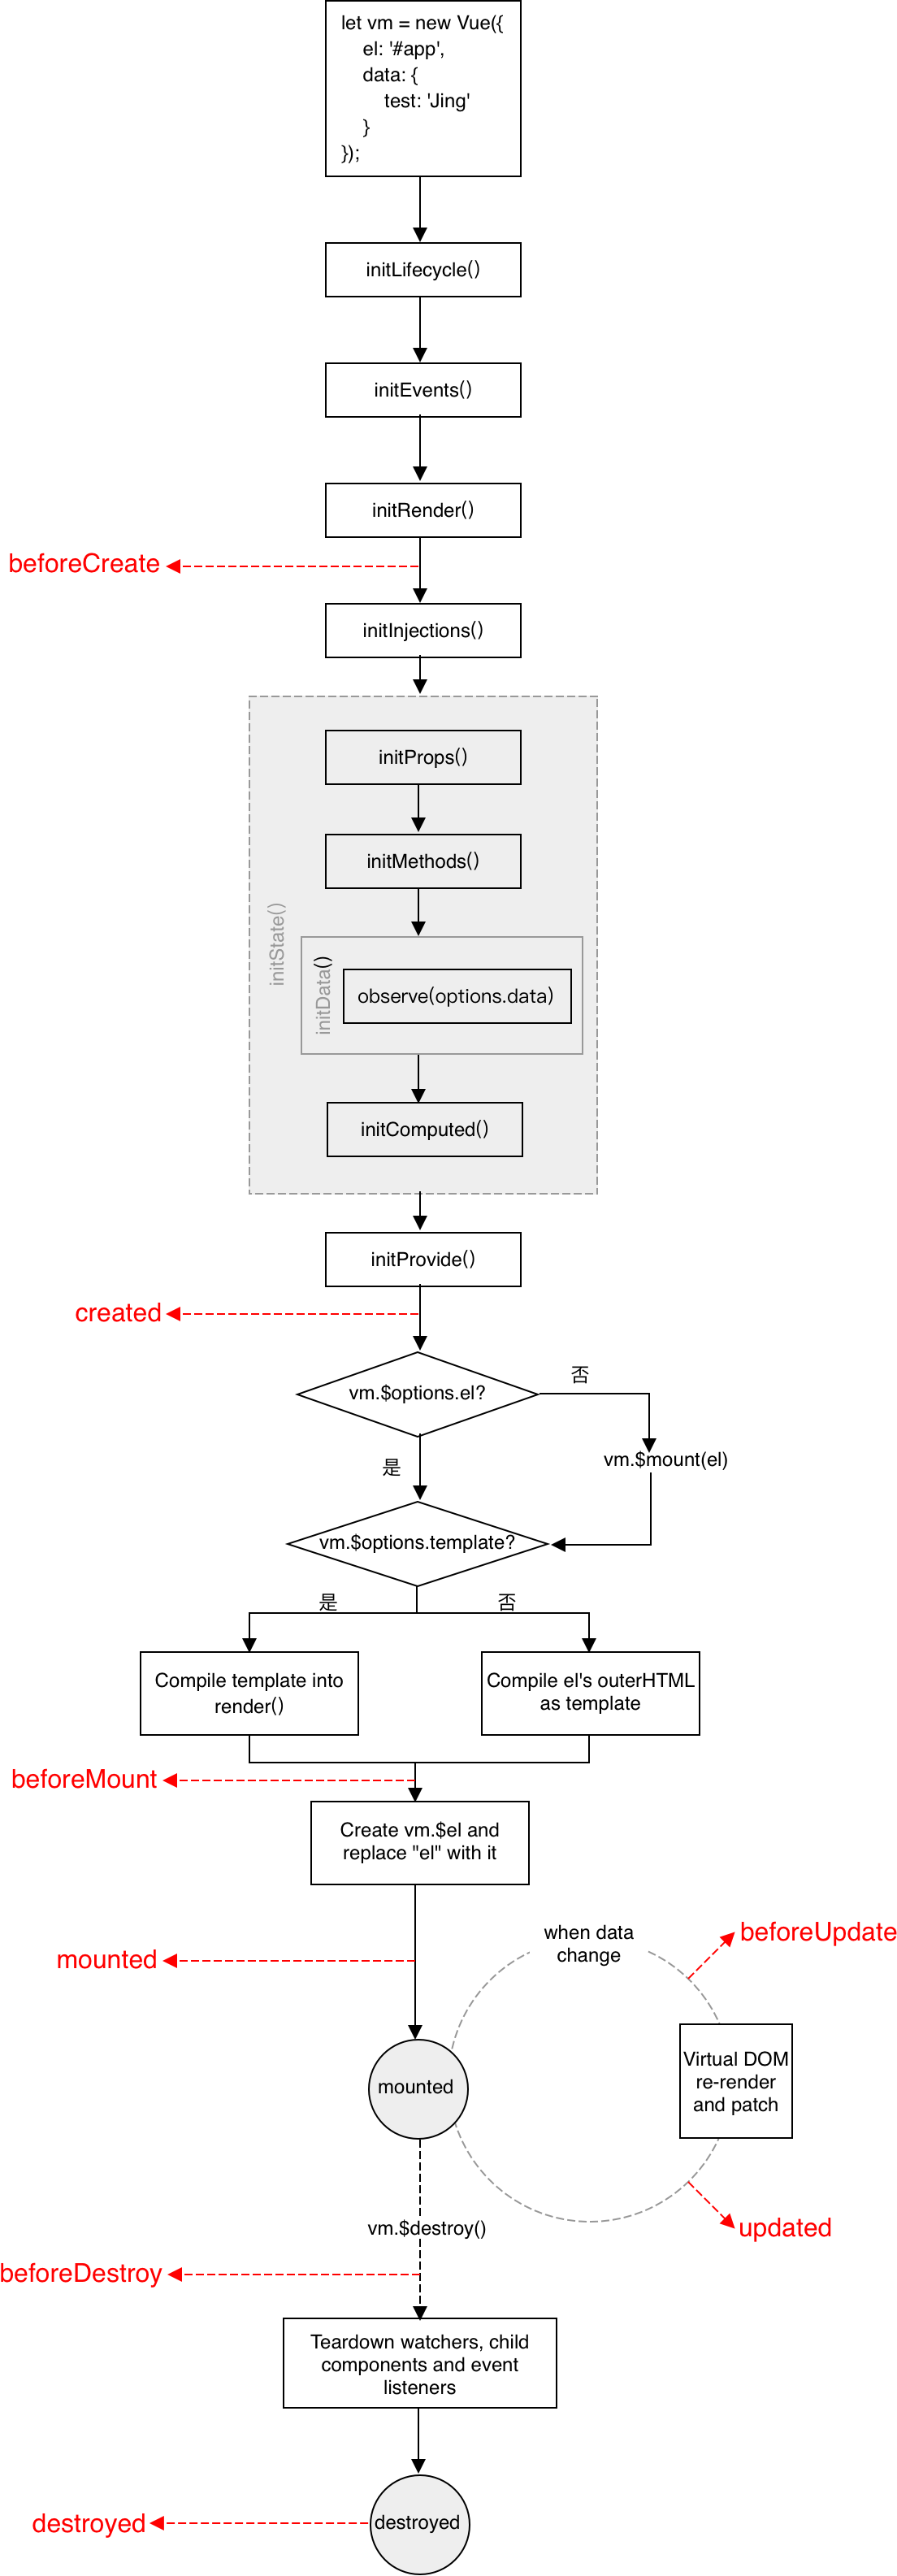 let vm = new Vue({
el: '#app',
data: {
test: 'Jing'
}
});
initLifecycle()
initEvents()
initRender()
beforeCreate
initInjections()
initState()
initProps()
initMethods()
initData()
observe(options.data)
initComputed()
initProvide()
created
vm.$options.el?
否
是
vm.$mount(el)
vm.$options.template?
是
否
Compile template into
render()
Compile el's outerHTML
as template
beforeMount
Create vm.$el and
replace "el" with it
mounted
when data
change
beforeUpdate
Virtual DOM
re-render
and patch
mounted
updated
vm.$destroy()
beforeDestroy
Teardown watchers, child
components and event
listeners
destroyed
destroyed